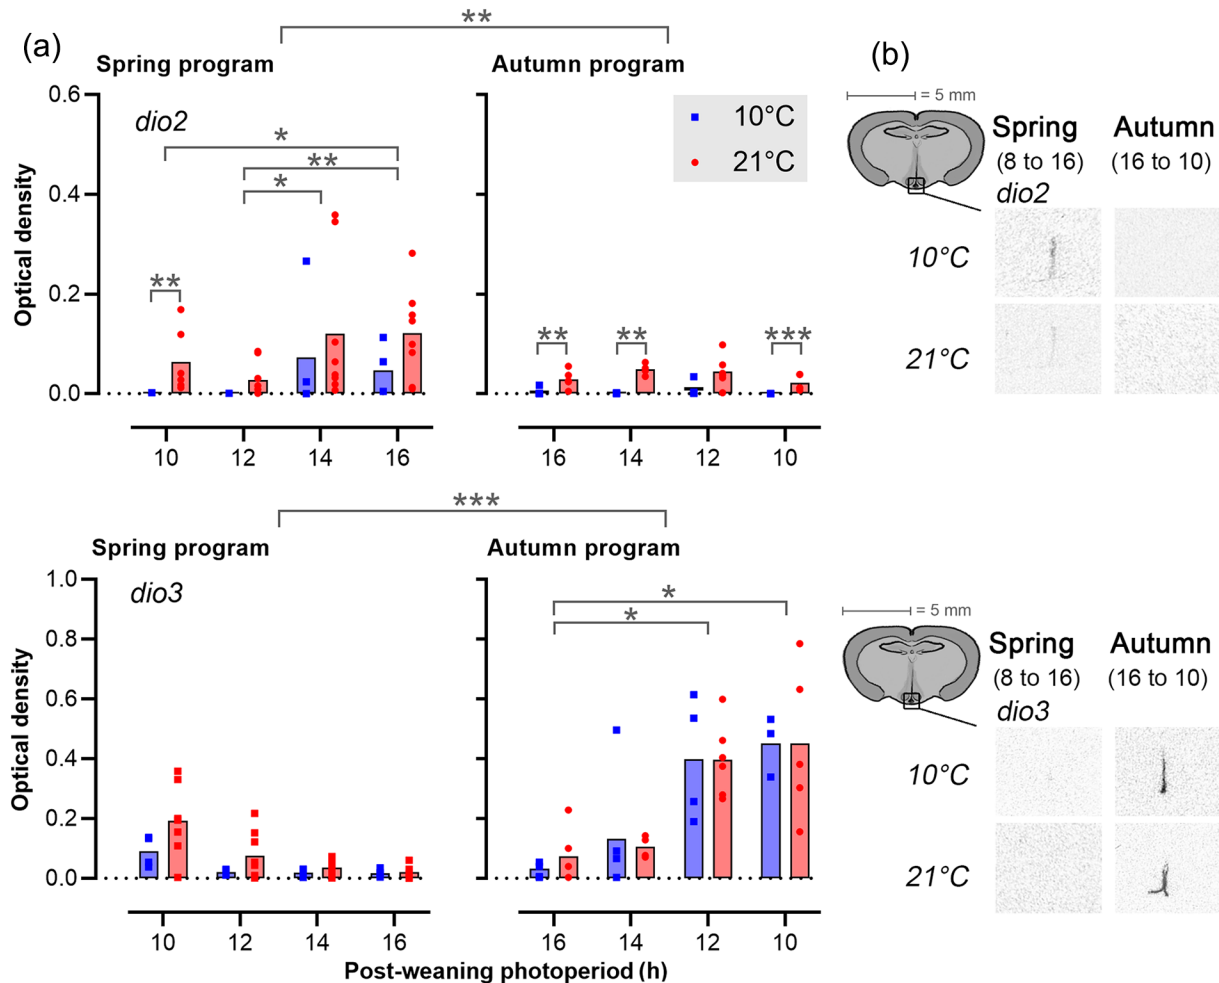 (a)
**
(b)
Spring program
Autumn program
dio2
10°C
21°C
Optical density
0.6
0.4
0.2
0.0
*
**
*
**
** ** ***
10 12 14 16
16 14 12 10
= 5 mm
Spring Autumn
(8 to 16) (16 to 10)
dio2
10°C
21°C
***
Spring program
Autumn program
dio3
Optical density
1.0
0.8
0.6
0.4
0.2
0.0
*
*
10 12 14 16
16 14 12 10
Post-weaning photoperiod (h)
= 5 mm
Spring Autumn
(8 to 16) (16 to 10)
dio3
10°C
21°C